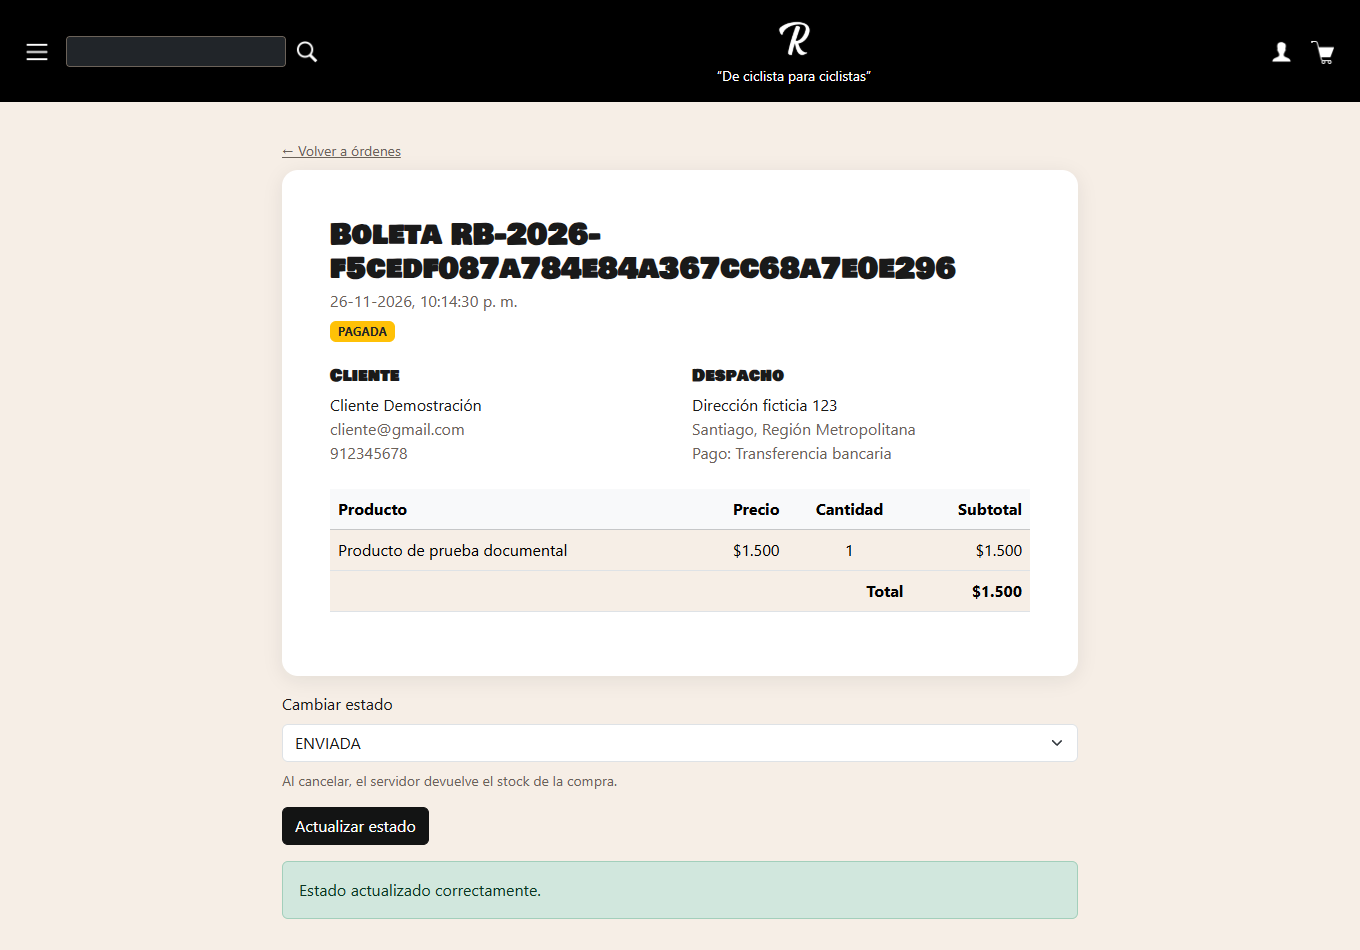 R
“De ciclista para ciclistas”
← Volver a órdenes
Boleta RB-2026-
f5cedf087a784e84a367cc68a7e0e296
26-11-2026, 10:14:30 p. m.
PAGADA
Cliente
Despacho
Cliente Demostración
Dirección ficticia 123
cliente@gmail.com
Santiago, Región Metropolitana
912345678
Pago: Transferencia bancaria
Producto Precio Cantidad Subtotal
Producto de prueba documental $1.500 1 $1.500
Total $1.500
Cambiar estado
ENVIADA
Al cancelar, el servidor devuelve el stock de la compra.
Actualizar estado
Estado actualizado correctamente.